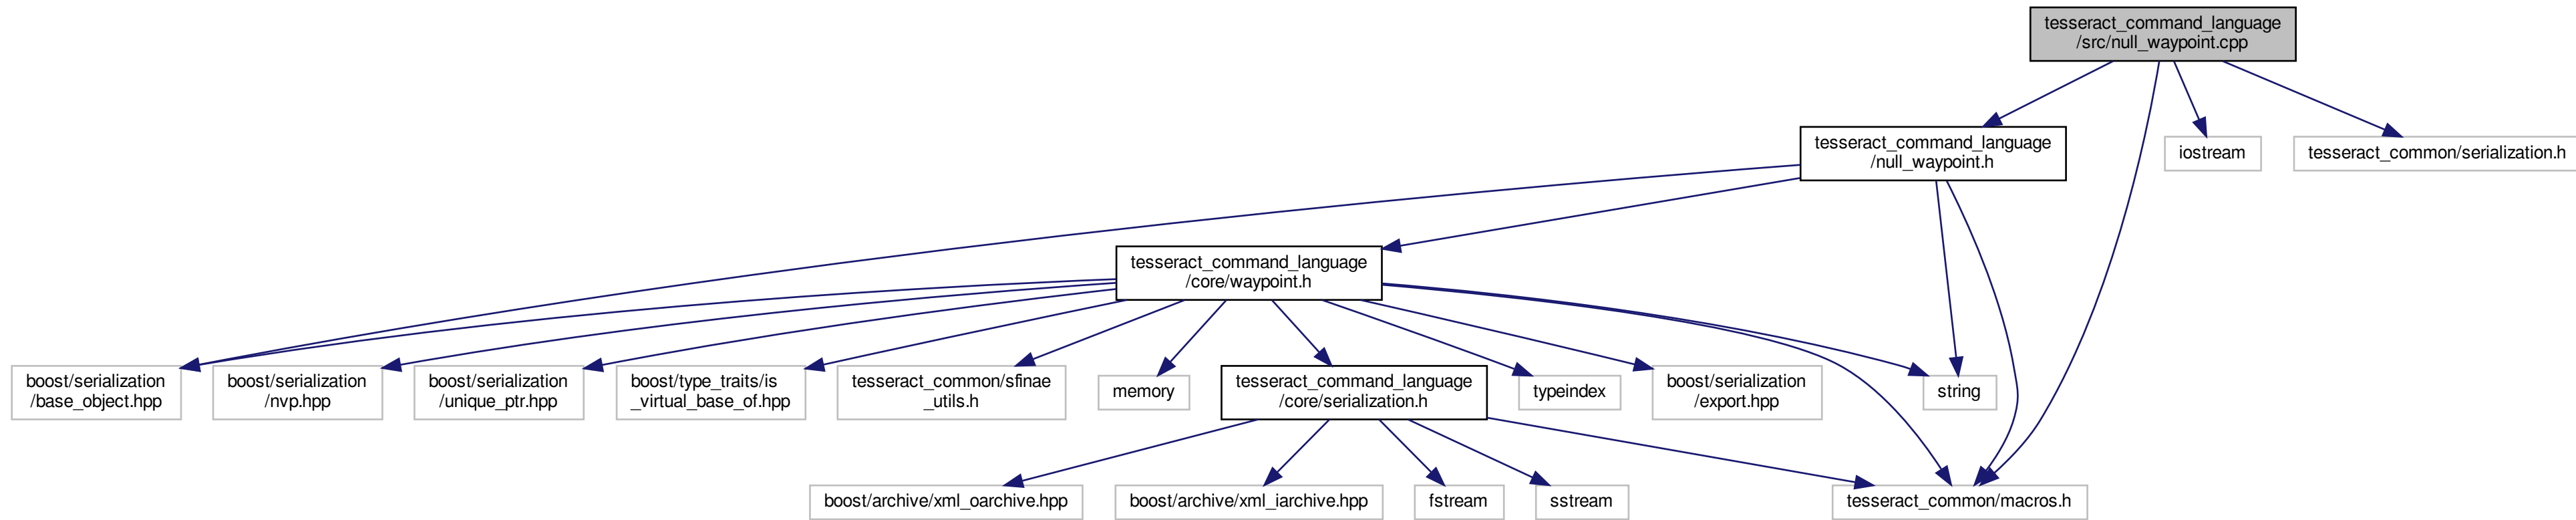 tesseract_command_language
/src/null_waypoint.cpp
tesseract_command_language
/null_waypoint.h
iostream
tesseract_common/serialization.h
tesseract_command_language
/core/waypoint.h
boost/serialization
/base_object.hpp
boost/serialization
/nvp.hpp
boost/serialization
/unique_ptr.hpp
boost/type_traits/is
_virtual_base_of.hpp
tesseract_common/sfinae
_utils.h
memory
tesseract_command_language
/core/serialization.h
typeindex
boost/serialization
/export.hpp
string
boost/archive/xml_oarchive.hpp
boost/archive/xml_iarchive.hpp
fstream
sstream
tesseract_common/macros.h